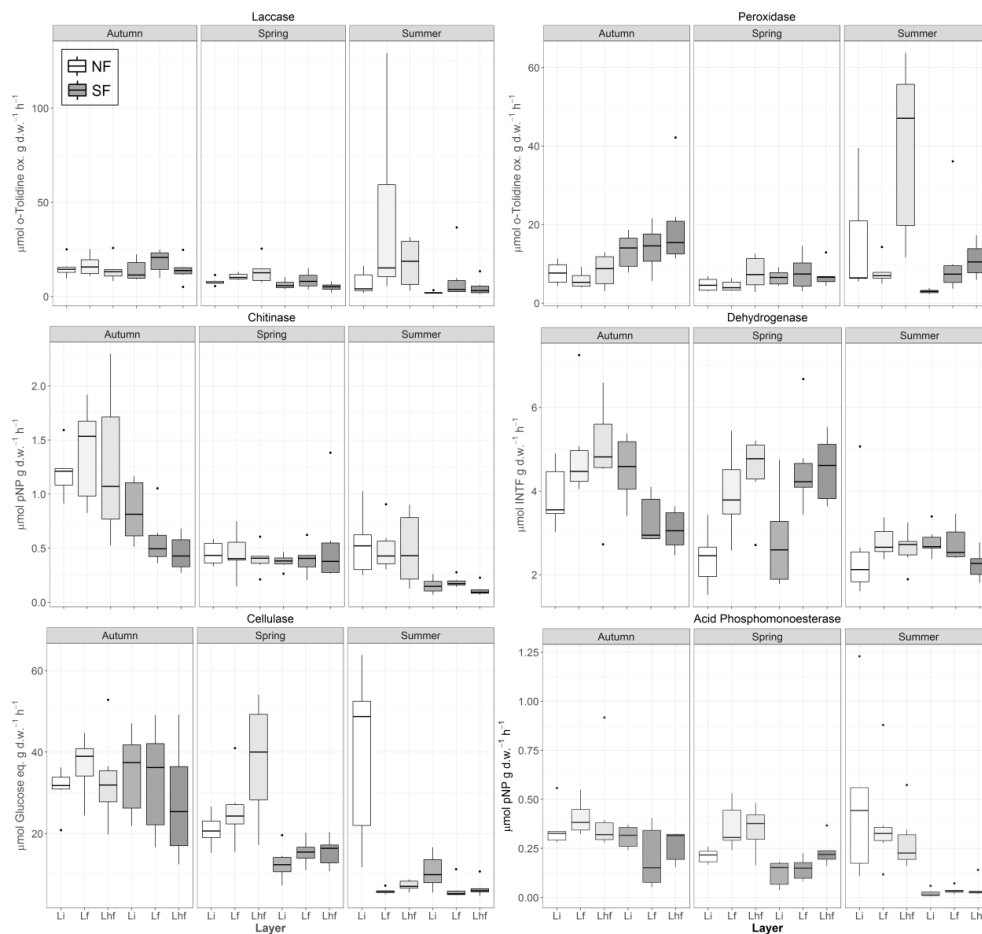 Laccase
Autumn Spring Summer
NF
SF
100
50
0
μmol o-Tolidine ox. g d.w.⁻¹ h⁻¹
Peroxidase
Autumn Spring Summer
60
40
20
0
μmol o-Tolidine ox. g d.w.⁻¹ h⁻¹
Chitinase
Autumn Spring Summer
2.0
1.5
1.0
0.5
0.0
μmol pNP g d.w.⁻¹ h⁻¹
Dehydrogenase
Autumn Spring Summer
6
4
2
μmol INTF g d.w.⁻¹ h⁻¹
Cellulase
Autumn Spring Summer
60
40
20
μmol Glucose eq. g d.w.⁻¹ h⁻¹
Li Lf Lhf Li Lf Lhf Li Lf Lhf Li Lf Lhf Li Lf Lhf Li Lf Lhf
Layer
Acid Phosphomonoesterase
Autumn Spring Summer
1.25
1.00
0.75
0.50
0.25
0.00
μmol pNP g d.w.⁻¹ h⁻¹
Li Lf Lhf Li Lf Lhf Li Lf Lhf Li Lf Lhf Li Lf Lhf Li Lf Lhf
Layer